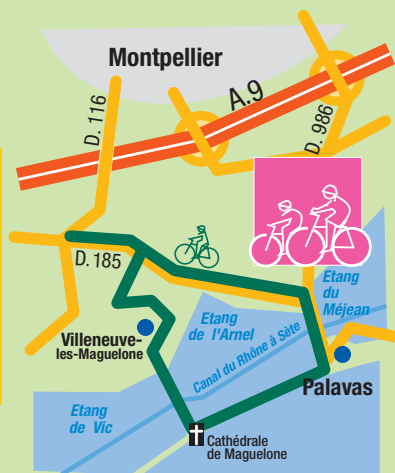 Montpellier
A.9
D. 116
D. 986
D. 185
Etang
du
Méjean
Etang
de l'Arnel
Villeneuve-
les-Maguelone
Canal du Rhône à Sète
Palavas
Etang
de Vic
Cathédrale
de Maguelone